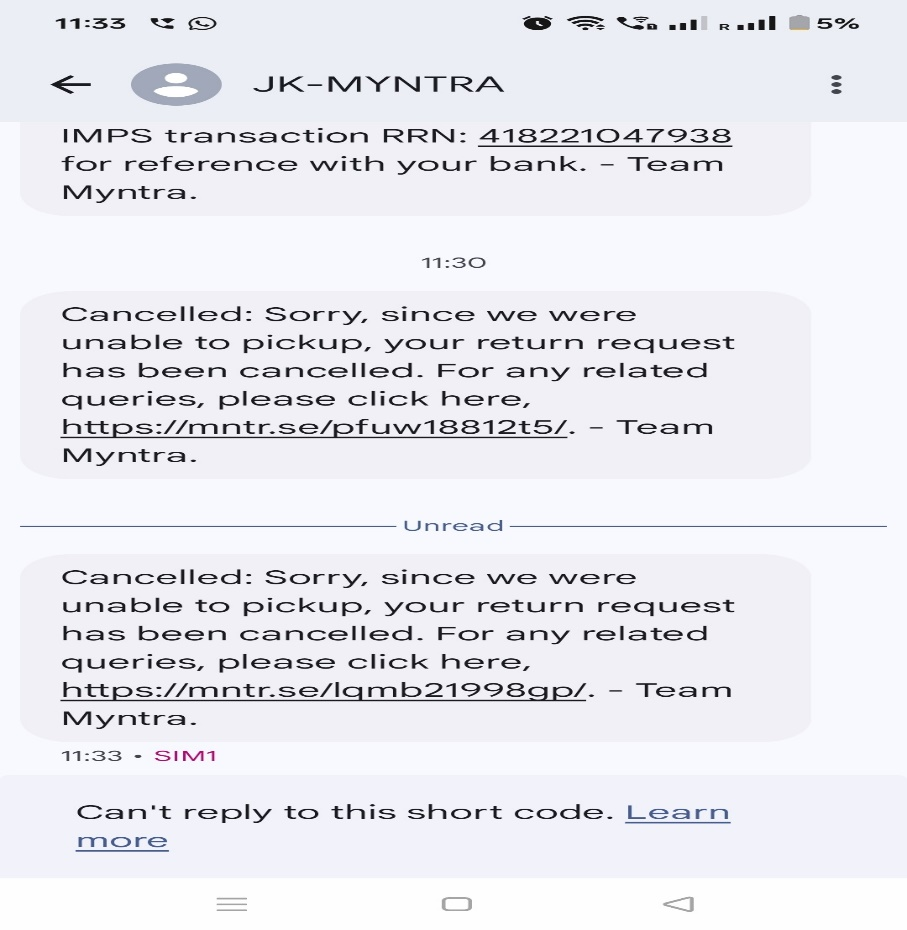 11:33
R
5%
JK-MYNTRA
IMPS transaction RRN: 418221047938
for reference with your bank. - Team
Myntra.
11:30
Cancelled: Sorry, since we were
unable to pickup, your return request
has been cancelled. For any related
queries, please click here,
https://mntr.se/pfuw18812t5/. - Team
Myntra.
Unread
Cancelled: Sorry, since we were
unable to pickup, your return request
has been cancelled. For any related
queries, please click here,
https://mntr.se/lqmb21998gp/. - Team
Myntra.
11:33 • SIM1
Can't reply to this short code. Learn
more